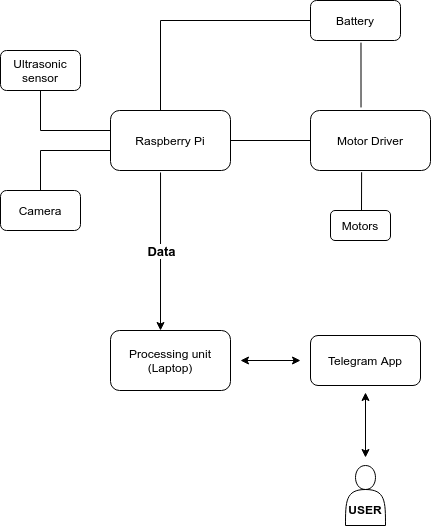 Battery
Ultrasonic
sensor
Raspberry Pi
Motor Driver
Camera
Motors
Data
Processing unit
(Laptop)
Telegram App
USER